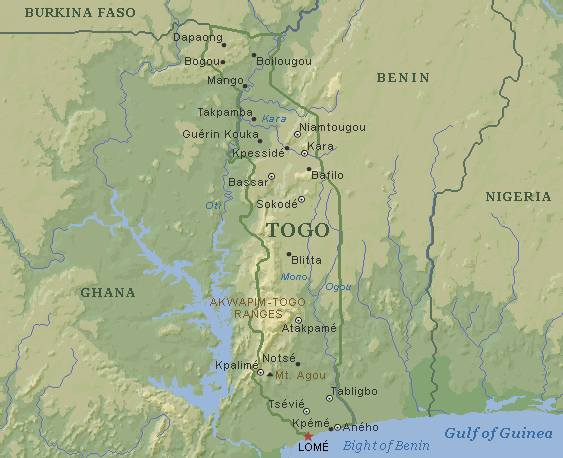 BURKINA FASO
Dapaong
Bogou
Boilougou
Mango
BENIN
Takpamba
Kara
Niamtougou
Guérin Kouka
Kpessidé
Kara
Bafilo
Bassar
Sokodé
NIGERIA
Oti
TOGO
Blitta
Mono
Ogou
GHANA
AKWAPIM-TOGO
RANGES
Atakpamé
Notsé
Kpalimé
Mt. Agou
Tabligbo
Tsévié
Kpémé
Aného
LOMÉ
Bight of Benin
Gulf of Guinea